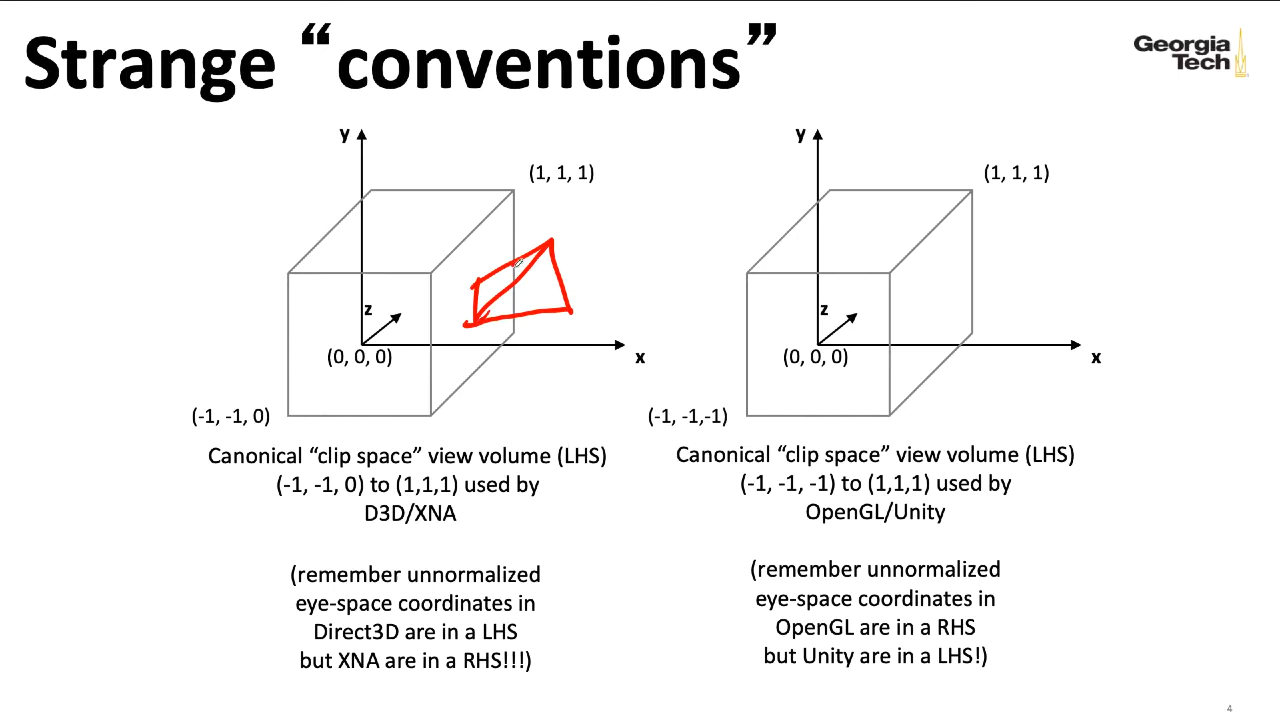 Strange “conventions”
Georgia
Tech
y
(1, 1, 1)
z
(0, 0, 0)
x
(-1, -1, 0)
Canonical “clip space” view volume (LHS)
(-1, -1, 0) to (1,1,1) used by
D3D/XNA
(remember unnormalized
eye-space coordinates in
Direct3D are in a LHS
but XNA are in a RHS!!!)
y
(1, 1, 1)
z
(0, 0, 0)
x
(-1, -1,-1)
Canonical “clip space” view volume (LHS)
(-1, -1, -1) to (1,1,1) used by
OpenGL/Unity
(remember unnormalized
eye-space coordinates in
OpenGL are in a RHS
but Unity are in a LHS!)
4